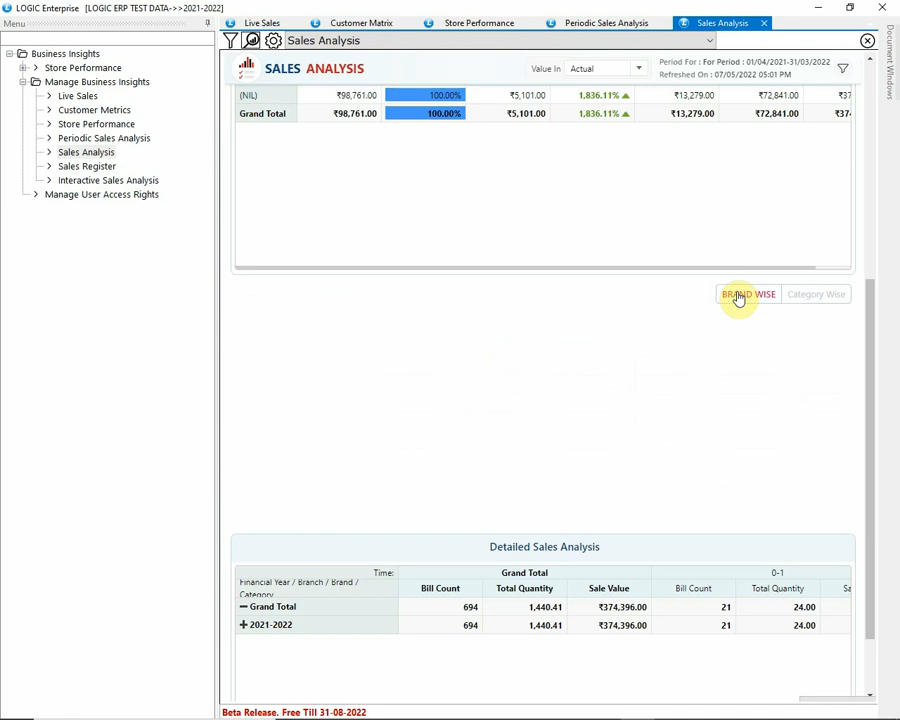 LOGIC Enterprise [LOGIC ERP TEST DATA->>2021-2022]
Menu
Live Sales
Customer Matrix
Store Performance
Periodic Sales Analysis
Sales Analysis
Document Windows
Sales Analysis
Business Insights
Store Performance
Manage Business Insights
Live Sales
Customer Metrics
Store Performance
Periodic Sales Analysis
Sales Analysis
Sales Register
Interactive Sales Analysis
Manage User Access Rights
SALES ANALYSIS
Value In Actual
Period For : For Period : 01/04/2021-31/03/2022
Refreshed On : 07/05/2022 05:01 PM
(NIL) ₹98,761.00 100.00% ₹5,101.00 1,836.11% ₹13,279.00 ₹72,841.00 ₹37
Grand Total ₹98,761.00 100.00% ₹5,101.00 1,836.11% ₹13,279.00 ₹72,841.00 ₹374
BRAND WISE Category Wise
Detailed Sales Analysis
Time: Grand Total 0-1
Financial Year / Branch / Brand / Category Bill Count Total Quantity Sale Value Bill Count Total Quantity Sa
Grand Total 694 1,440.41 ₹374,396.00 21 24.00
2021-2022 694 1,440.41 ₹374,396.00 21 24.00
Beta Release. Free Till 31-08-2022